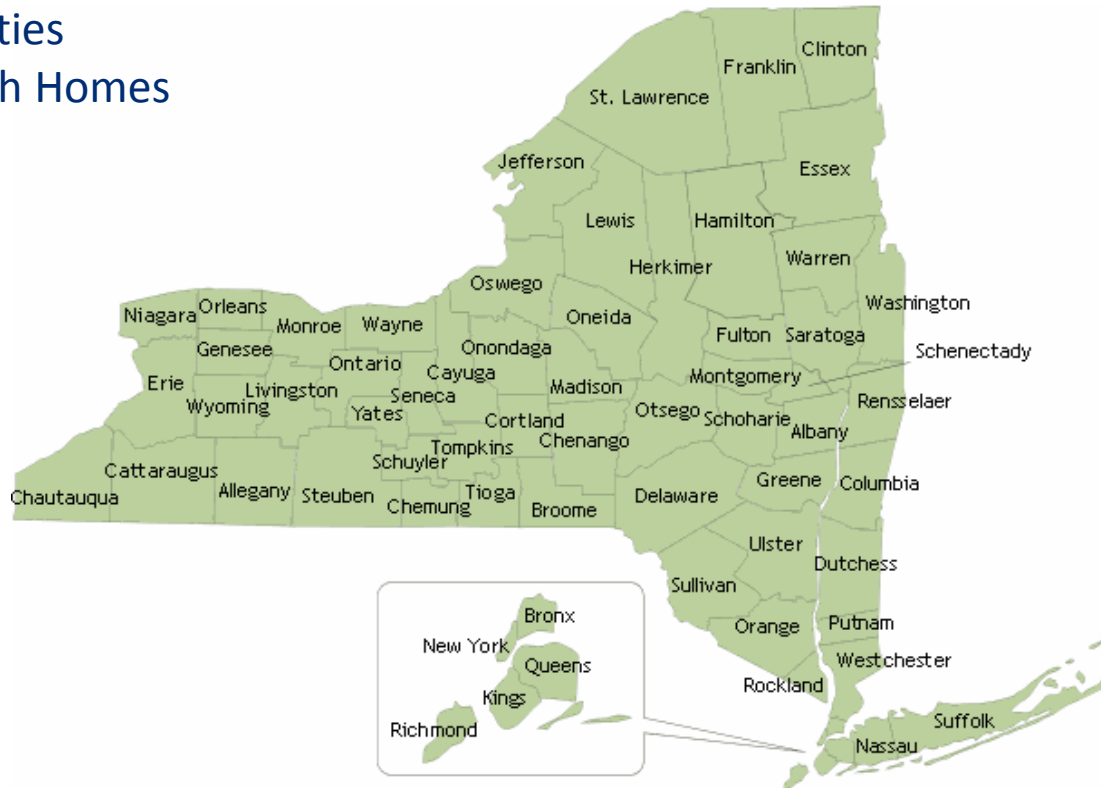 ties
h Homes
Clinton
Franklin
St. Lawrence
Jefferson
Essex
Lewis
Hamilton
Herkimer
Warren
Oswego
Washington
Niagara
Orleans
Monroe
Wayne
Oneida
Fulton
Saratoga
Genesee
Onondaga
Schenectady
Ontario
Cayuga
Montgomery
Erie
Livingston
Seneca
Madison
Wyoming
Yates
Otsego
Rensselaer
Cortland
Schoharie
Albany
Chenango
Tompkins
Schuyler
Cattaraugus
Chautauqua
Allegany
Steuben
Tioga
Chemung
Broome
Delaware
Greene
Columbia
Ulster
Dutchess
Sullivan
Orange
Putnam
Westchester
Rockland
Bronx
New York
Queens
Kings
Richmond
Suffolk
Nassau